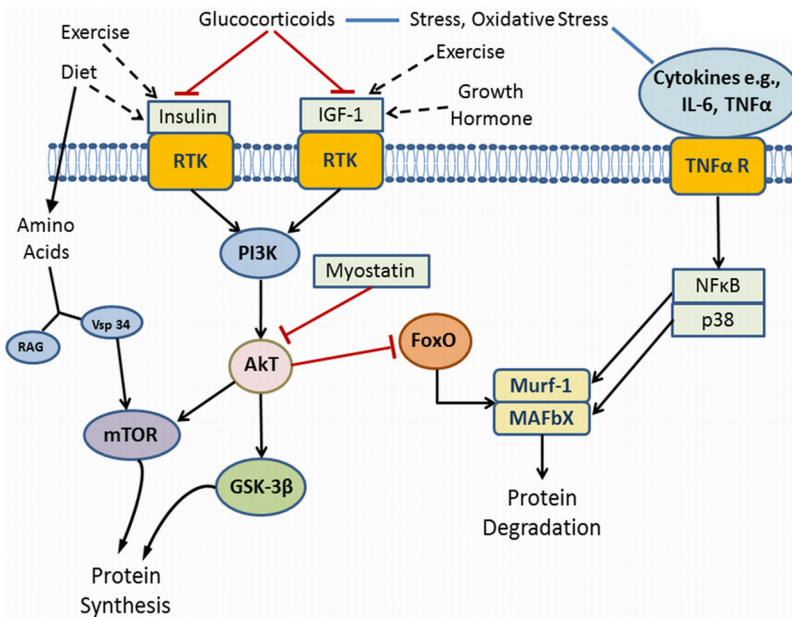 Glucocorticoids
Stress, Oxidative Stress
Exercise
Diet
Exercise
Growth
Hormone
Cytokines e.g.,
IL-6, TNFα
Insulin
IGF-1
RTK
RTK
TNFα R
Amino
Acids
PI3K
Myostatin
NFκB
p38
RAG
Vsp 34
AkT
FoxO
Murf-1
MAFbX
mTOR
GSK-3β
Protein
Degradation
Protein
Synthesis